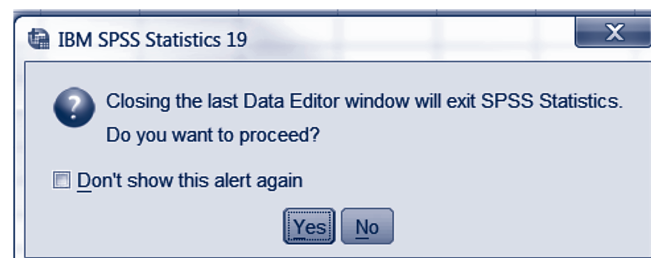 IBM SPSS Statistics 19
Closing the last Data Editor window will exit SPSS Statistics.
Do you want to proceed?
Don't show this alert again
Yes No